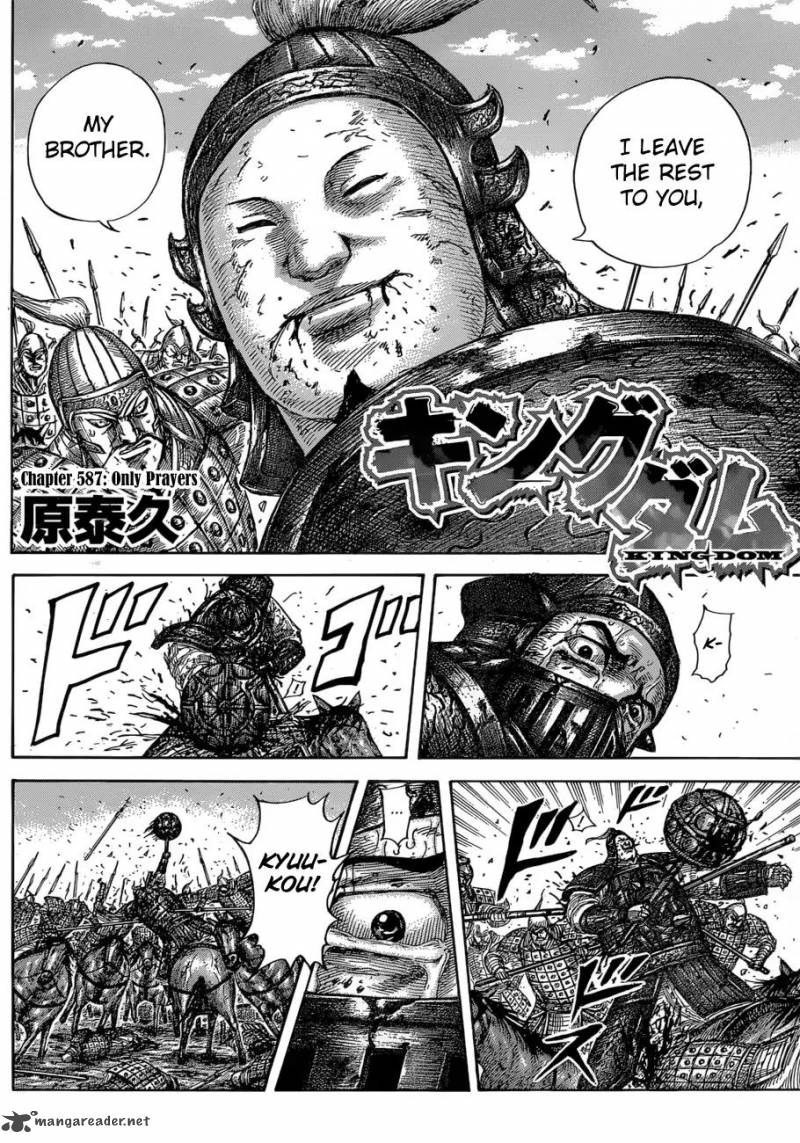 I LEAVE
THE REST
TO YOU,
MY
BROTHER.
キングダム
KINGDOM
Chapter 587: Only Prayers
原泰久
K-
ゴ
ド
ド
ド
ドス
...
KYUU-
KOU!
mangareader.net